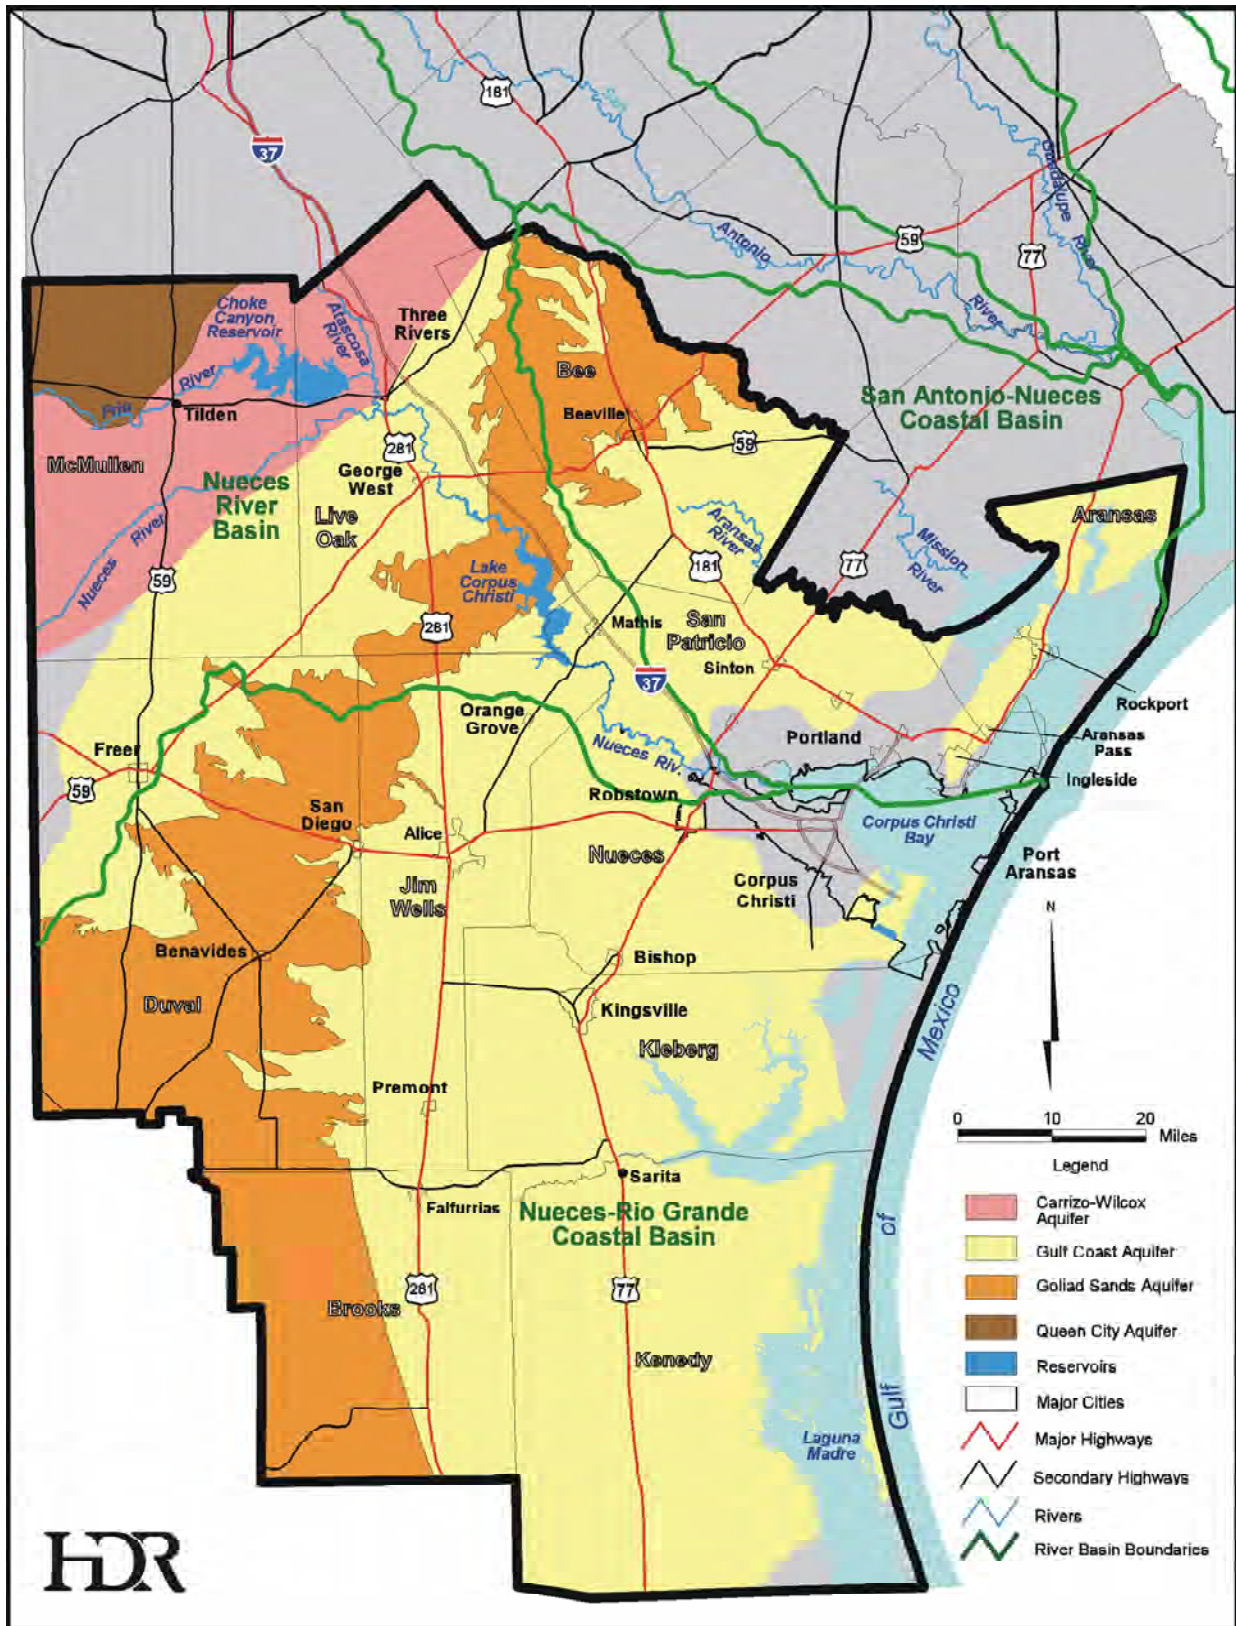 181
37
Guadalupe
River
59
77
San
Antonio
River
Choke
Canyon
Reservoir
Atascosa
River
Three
Rivers
Frio
River
Tilden
McMullen
Bee
Beeville
San Antonio-Nueces
Coastal Basin
281
59
Nueces
River
Basin
George
West
Live
Oak
Aransas
Nueces
River
59
Aransas
River
181
77
Mission
River
Lake
Corpus
Christi
281
Mathis
San
Patricio
Sinton
37
Rockport
Orange
Grove
Portland
Aransas
Pass
Freer
Nueces Riv.
Ingleside
59
Robstown
San
Diego
Alice
Corpus Christi
Bay
Nueces
Port
Aransas
Jim
Wells
Corpus
Christi
N
Benavides
Bishop
Duval
Kingsville
Mexico
Kleberg
Premont
0
10
20
Miles
Legend
Sarita
Falfurrias
Nueces-Rio Grande
Coastal Basin
of
Brooks
281
77
Kenedy
Gulf
Laguna
Madre
Carrizo-Wilcox
Aquifer
Gulf Coast Aquifer
Goliad Sands Aquifer
Queen City Aquifer
Reservoirs
Major Cities
Major Highways
Secondary Highways
Rivers
River Basin Boundaries
HDR